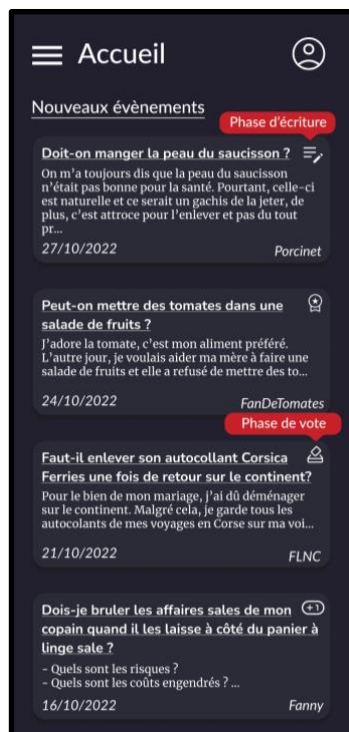 Accueil
Nouveaux évènements
Phase d'écriture
Doit-on manger la peau du saucisson ?
On m'a toujours dis que la peau du saucisson
n'était pas bonne pour la santé. Pourtant, celle-ci
est naturelle et ce serait un gachis de la jeter, de
plus, c'est attroce pour l'enlever et pas du tout
pr...
27/10/2022
Porcinet
Peut-on mettre des tomates dans une
salade de fruits ?
J'adore la tomate, c'est mon aliment préféré.
L'autre jour, je voulais aider ma mère à faire une
salade de fruits et elle a refusé de mettre des to...
24/10/2022
FanDeTomates
Phase de vote
Faut-il enlever son autocollant Corsica
Ferries une fois de retour sur le continent?
Pour le bien de mon mariage, j'ai dû déménager
sur le continent. Malgré cela, je garde tous les
autocolants de mes voyages en Corse sur ma voi...
21/10/2022
FLNC
Dois-je bruler les affaires sales de mon
+1
copain quand il les laisse à côté du panier à
linge sale ?
- Quels sont les risques ?
- Quels sont les coûts engendrés ? ...
16/10/2022
Fanny